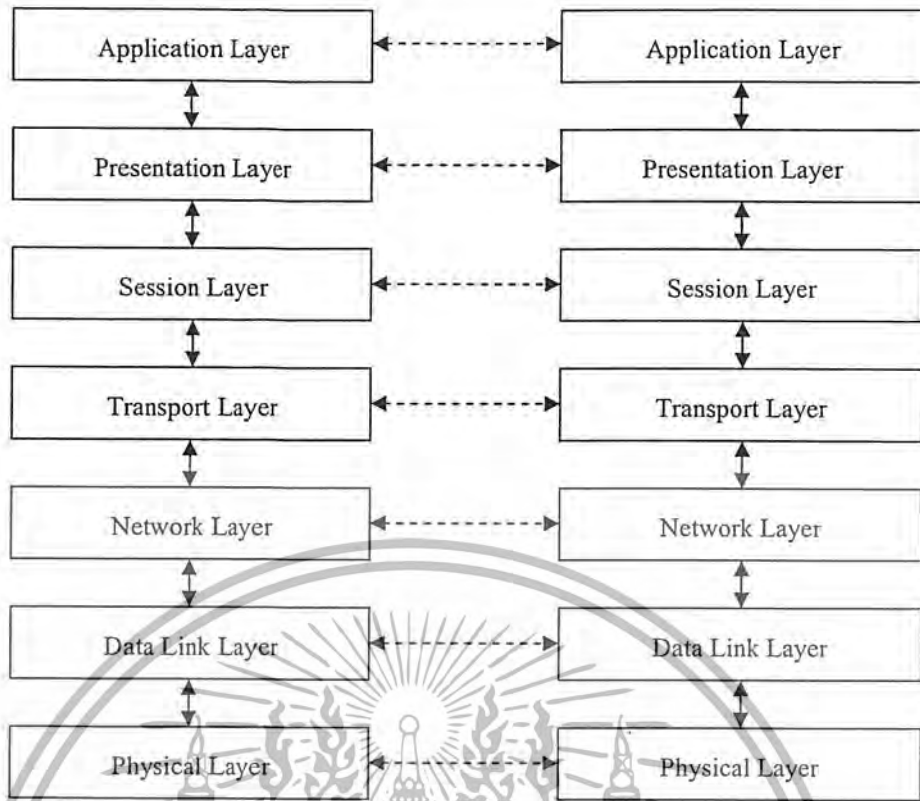 Application Layer
Application Layer
Presentation Layer
Presentation Layer
Session Layer
Session Layer
Transport Layer
Transport Layer
Network Layer
Network Layer
Data Link Layer
Data Link Layer
Physical Layer
Physical Layer